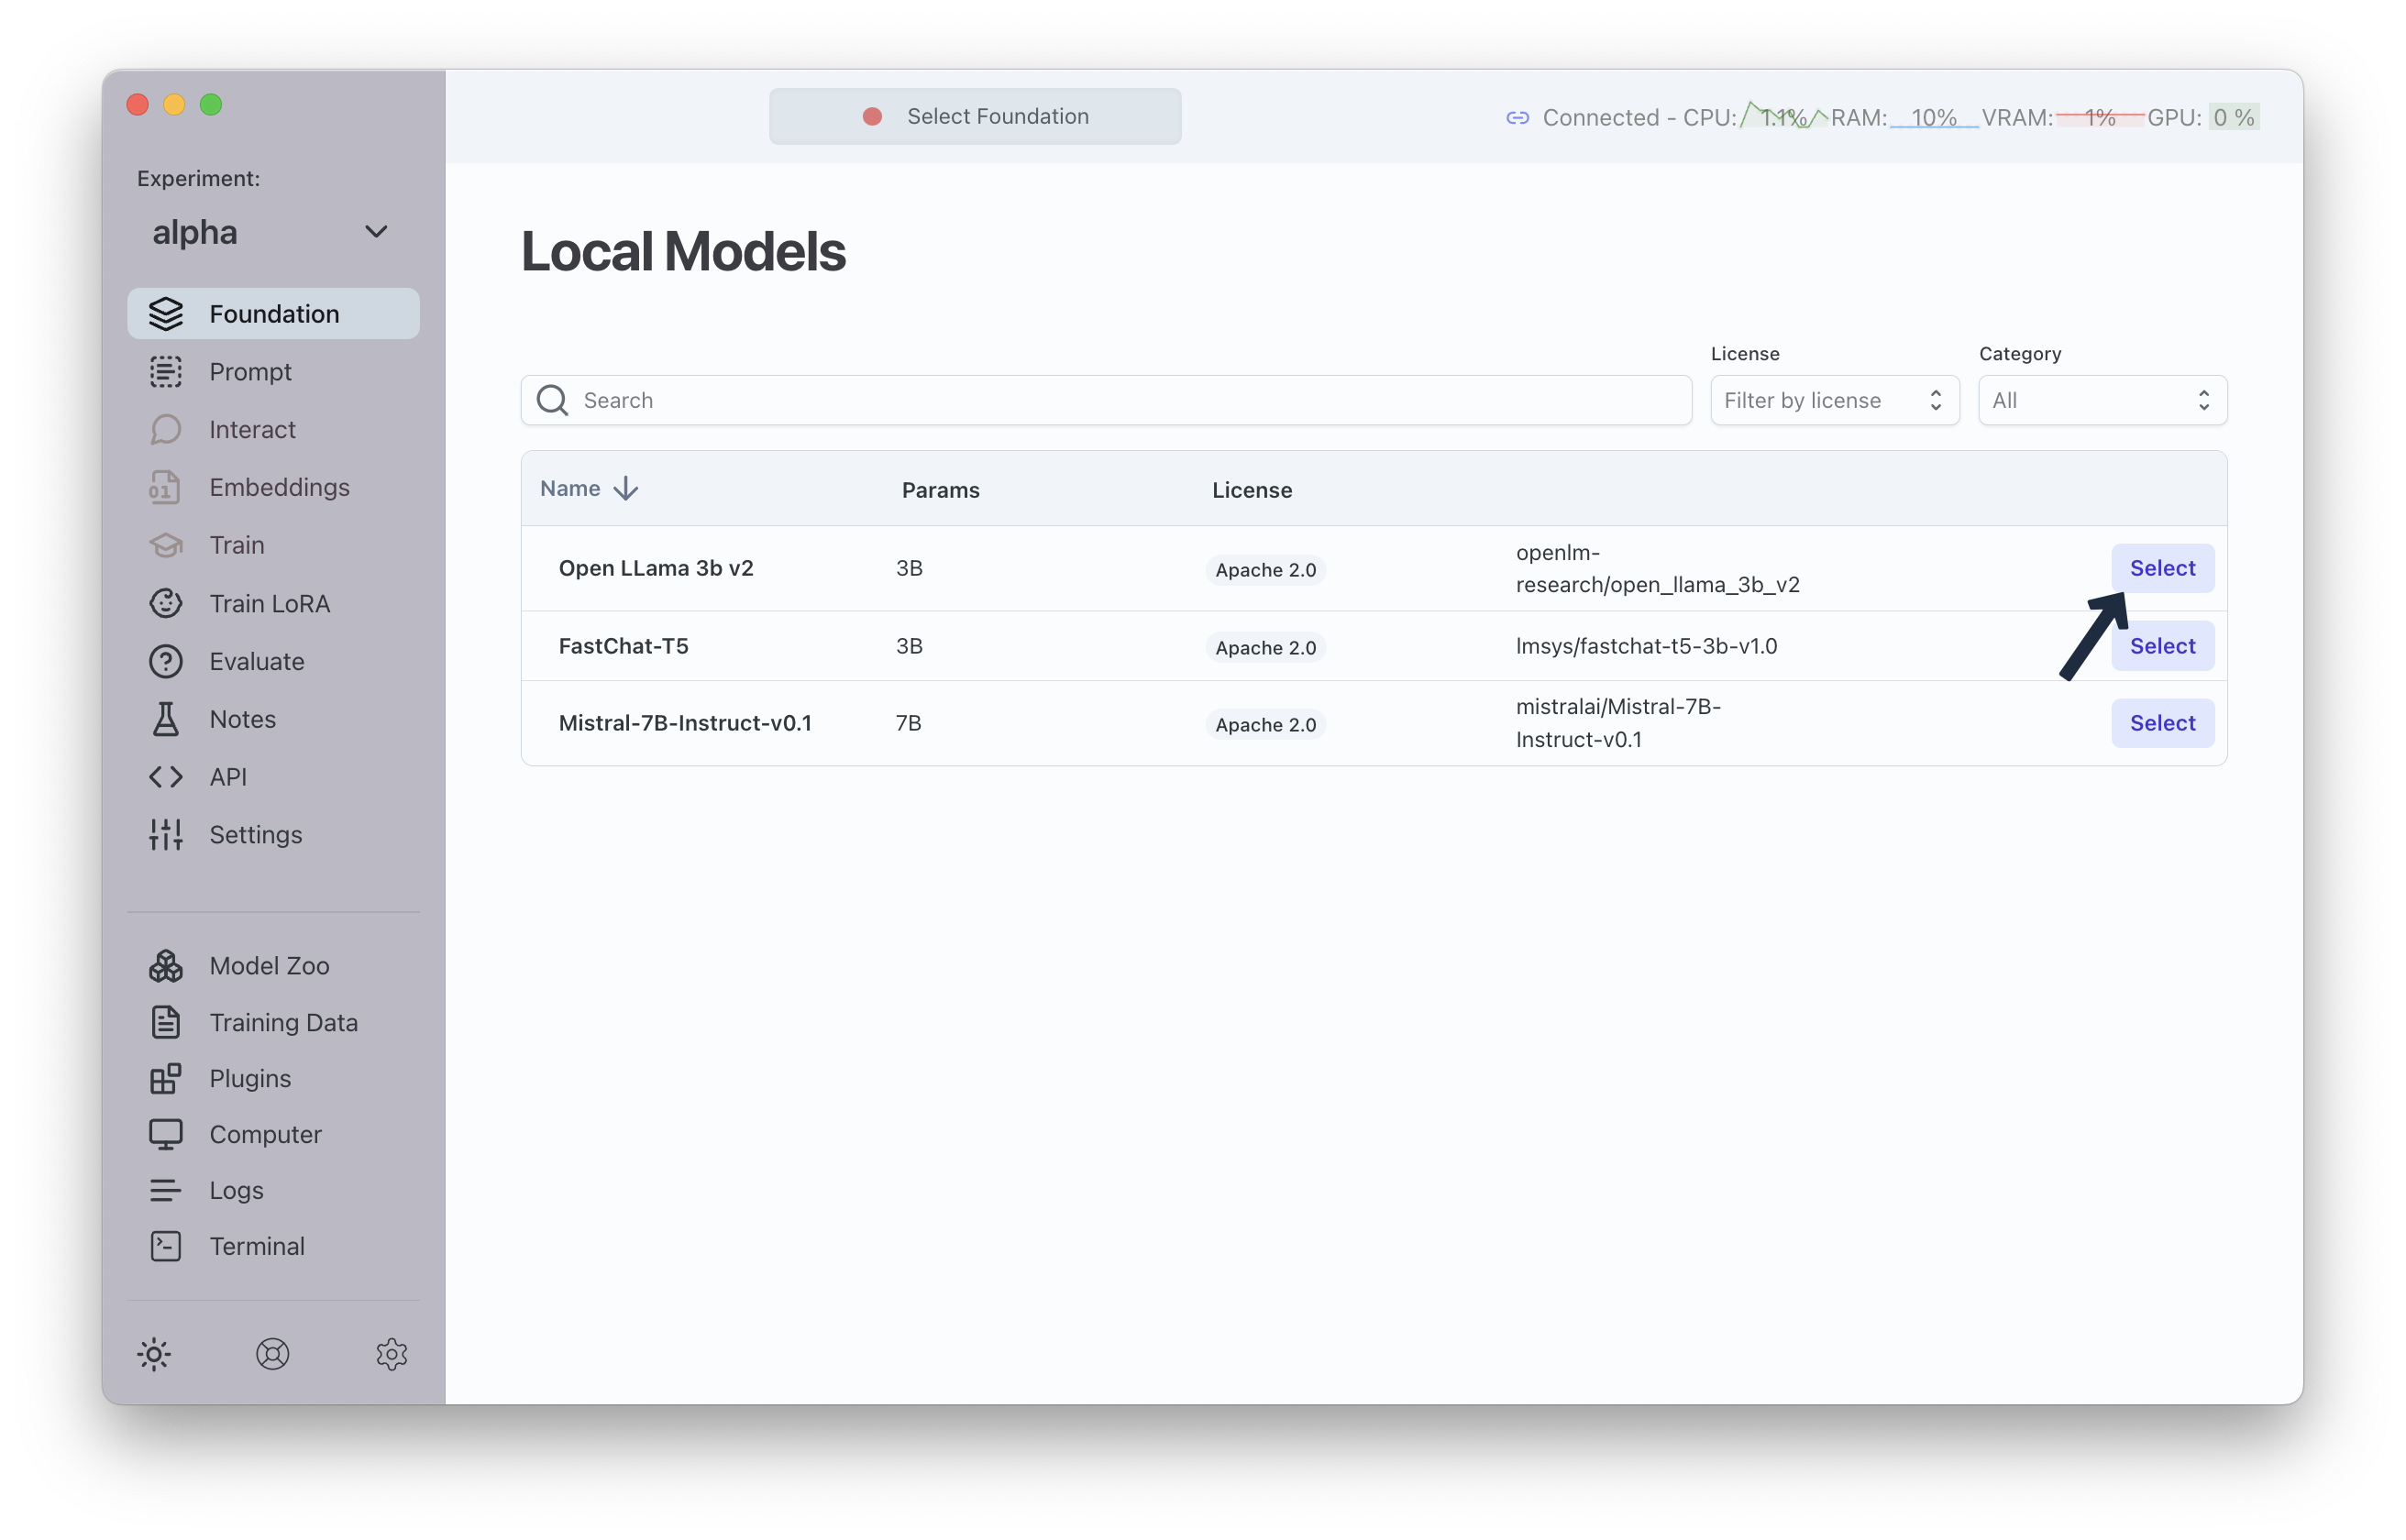 Experiment:
alpha
Foundation
Prompt
Interact
Embeddings
Train
Train LoRA
Evaluate
Notes
API
Settings
Model Zoo
Training Data
Plugins
Computer
Logs
Terminal
Select Foundation
Connected - CPU: 1.1% RAM: 10% VRAM: 1% GPU: 0 %
Local Models
License
Category
Search
Filter by license
All
Name Params License
Open LLama 3b v2 3B Apache 2.0 openlm-
research/open_llama_3b_v2 Select
FastChat-T5 3B Apache 2.0 lmsys/fastchat-t5-3b-v1.0 Select
Mistral-7B-Instruct-v0.1 7B Apache 2.0 mistralai/Mistral-7B-
Instruct-v0.1 Select